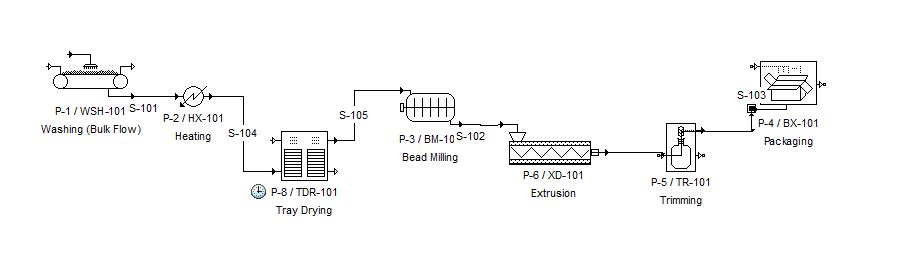 P-1 / WSH-101
Washing (Bulk Flow)
S-101
P-2 / HX-101
Heating
S-104
P-8 / TDR-101
Tray Drying
S-105
P-3 / BM-10
Bead Milling
S-102
P-6 / XD-101
Extrusion
P-5 / TR-101
Trimming
S-103
P-4 / BX-101
Packaging